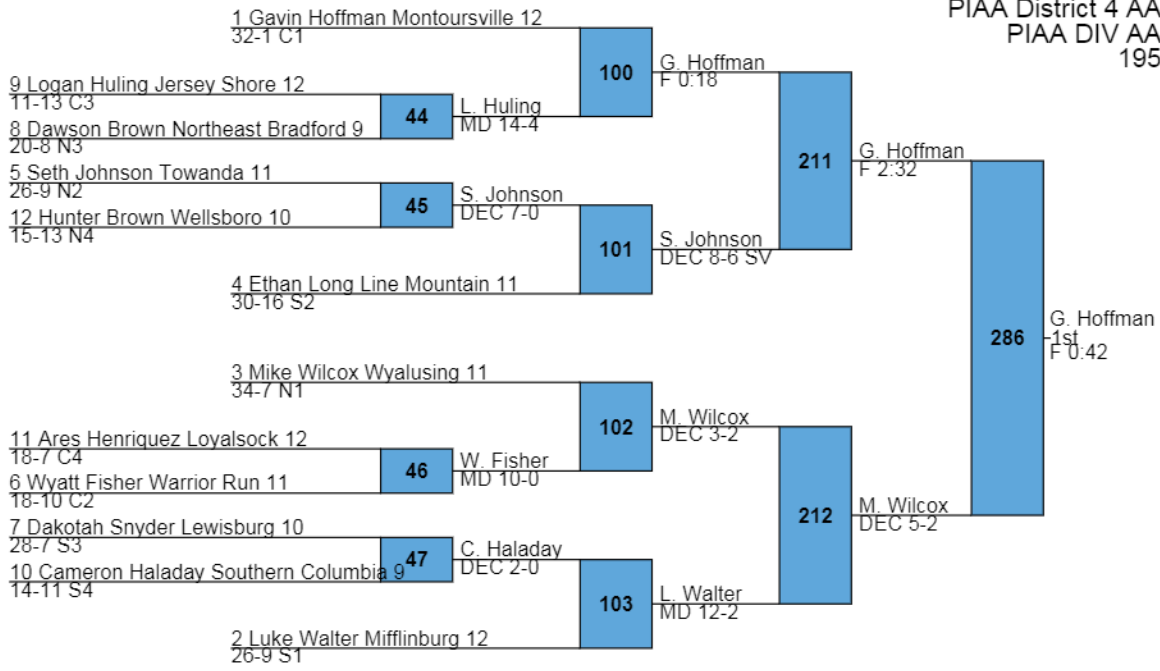 PIAA District 4 AA
PIAA DIV AA
195
1 Gavin Hoffman Montoursville 12
32-1 C1
100
G. Hoffman
F 0:18
9 Logan Huling Jersey Shore 12
11-13 C3
44
L. Huling
MD 14-4
8 Dawson Brown Northeast Bradford 9
20-8 N3
211
G. Hoffman
F 2:32
5 Seth Johnson Towanda 11
26-9 N2
45
S. Johnson
DEC 7-0
12 Hunter Brown Wellsboro 10
15-13 N4
101
S. Johnson
DEC 8-6 SV
4 Ethan Long Line Mountain 11
30-16 S2
286
G. Hoffman
1st
F 0:42
3 Mike Wilcox Wyalusing 11
34-7 N1
102
M. Wilcox
DEC 3-2
11 Ares Henriquez Loyalsock 12
18-7 C4
46
W. Fisher
MD 10-0
6 Wyatt Fisher Warrior Run 11
18-10 C2
212
M. Wilcox
DEC 5-2
7 Dakotah Snyder Lewisburg 10
28-7 S3
47
C. Haladay
DEC 2-0
10 Cameron Haladay Southern Columbia 9
14-11 S4
103
L. Walter
MD 12-2
2 Luke Walter Mifflinburg 12
26-9 S1